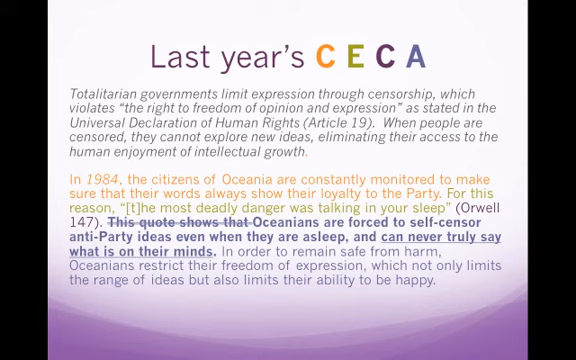 Last year's C E C A
Totalitarian governments limit expression through censorship, which
violates "the right to freedom of opinion and expression" as stated in the
Universal Declaration of Human Rights (Article 19). When people are
censored, they cannot explore new ideas, eliminating their access to the
human enjoyment of intellectual growth.
In 1984, the citizens of Oceania are constantly monitored to make
sure that their words always show their loyalty to the Party. For this
reason, "[t]he most deadly danger was talking in your sleep" (Orwell
147). This quote shows that Oceanians are forced to self-censor
anti-Party ideas even when they are asleep, and can never truly say
what is on their minds. In order to remain safe from harm,
Oceanians restrict their freedom of expression, which not only limits
the range of ideas but also limits their ability to be happy.